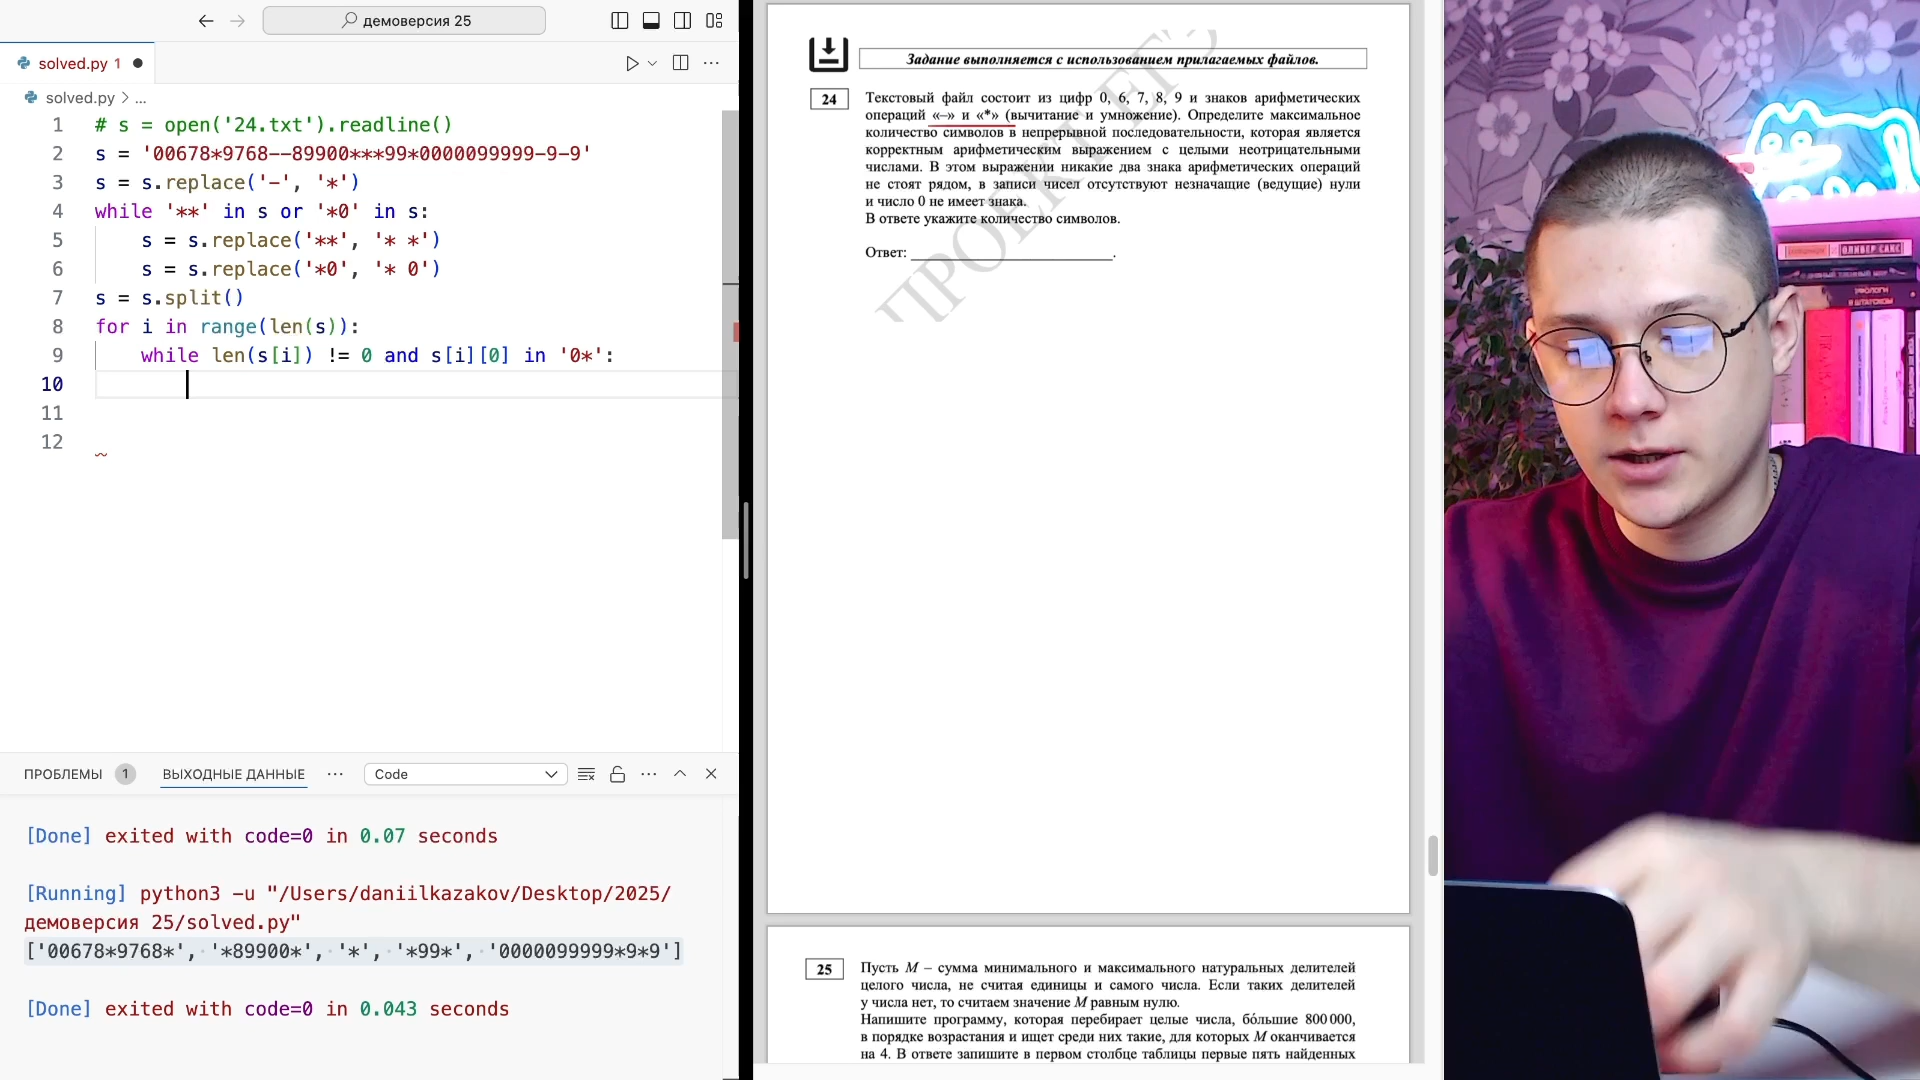 демоверсия 25
solved.py 1
solved.py > ...
1 # s = open('24.txt').readline()
2 s = '00678*9768--89900***99*0000099999-9-9'
3 s = s.replace('-', '*')
4 while '**' in s or '*0' in s:
5 s = s.replace('**', '* *')
6 s = s.replace('*0', '* 0')
7 s = s.split()
8 for i in range(len(s)):
9 while len(s[i]) != 0 and s[i][0] in '0*':
10
11
12
ПРОБЛЕМЫ 1 ВЫХОДНЫЕ ДАННЫЕ ... Code
[Done] exited with code=0 in 0.07 seconds
[Running] python3 -u "/Users/daniilkazakov/Desktop/2025/
демоверсия 25/solved.py"
['00678*9768*', '*89900*', '*', '*99*', '0000099999*9*9']
[Done] exited with code=0 in 0.043 seconds
Задание выполняется с использованием прилагаемых файлов.
24 Текстовый файл состоит из цифр 0, 6, 7, 8, 9 и знаков арифметических
операций «–» и «*» (вычитание и умножение). Определите максимальное
количество символов в непрерывной последовательности, которая является
корректным арифметическим выражением с целыми неотрицательными
числами. В этом выражении никакие два знака арифметических операций
не стоят рядом, в записи чисел отсутствуют незначащие (ведущие) нули
и число 0 не имеет знака.
В ответе укажите количество символов.
Ответ: ___________________________.
ПРОЕКТ ЕГЭ
25 Пусть M – сумма минимального и максимального натуральных делителей
целого числа, не считая единицы и самого числа. Если таких делителей
у числа нет, то считаем значение M равным нулю.
Напишите программу, которая перебирает целые числа, бо́льшие 800 000,
в порядке возрастания и ищет среди них такие, для которых M оканчивается
на 4. В ответе запишите в первом столбце таблицы первые пять найденных
ОЛИВЕР САКС